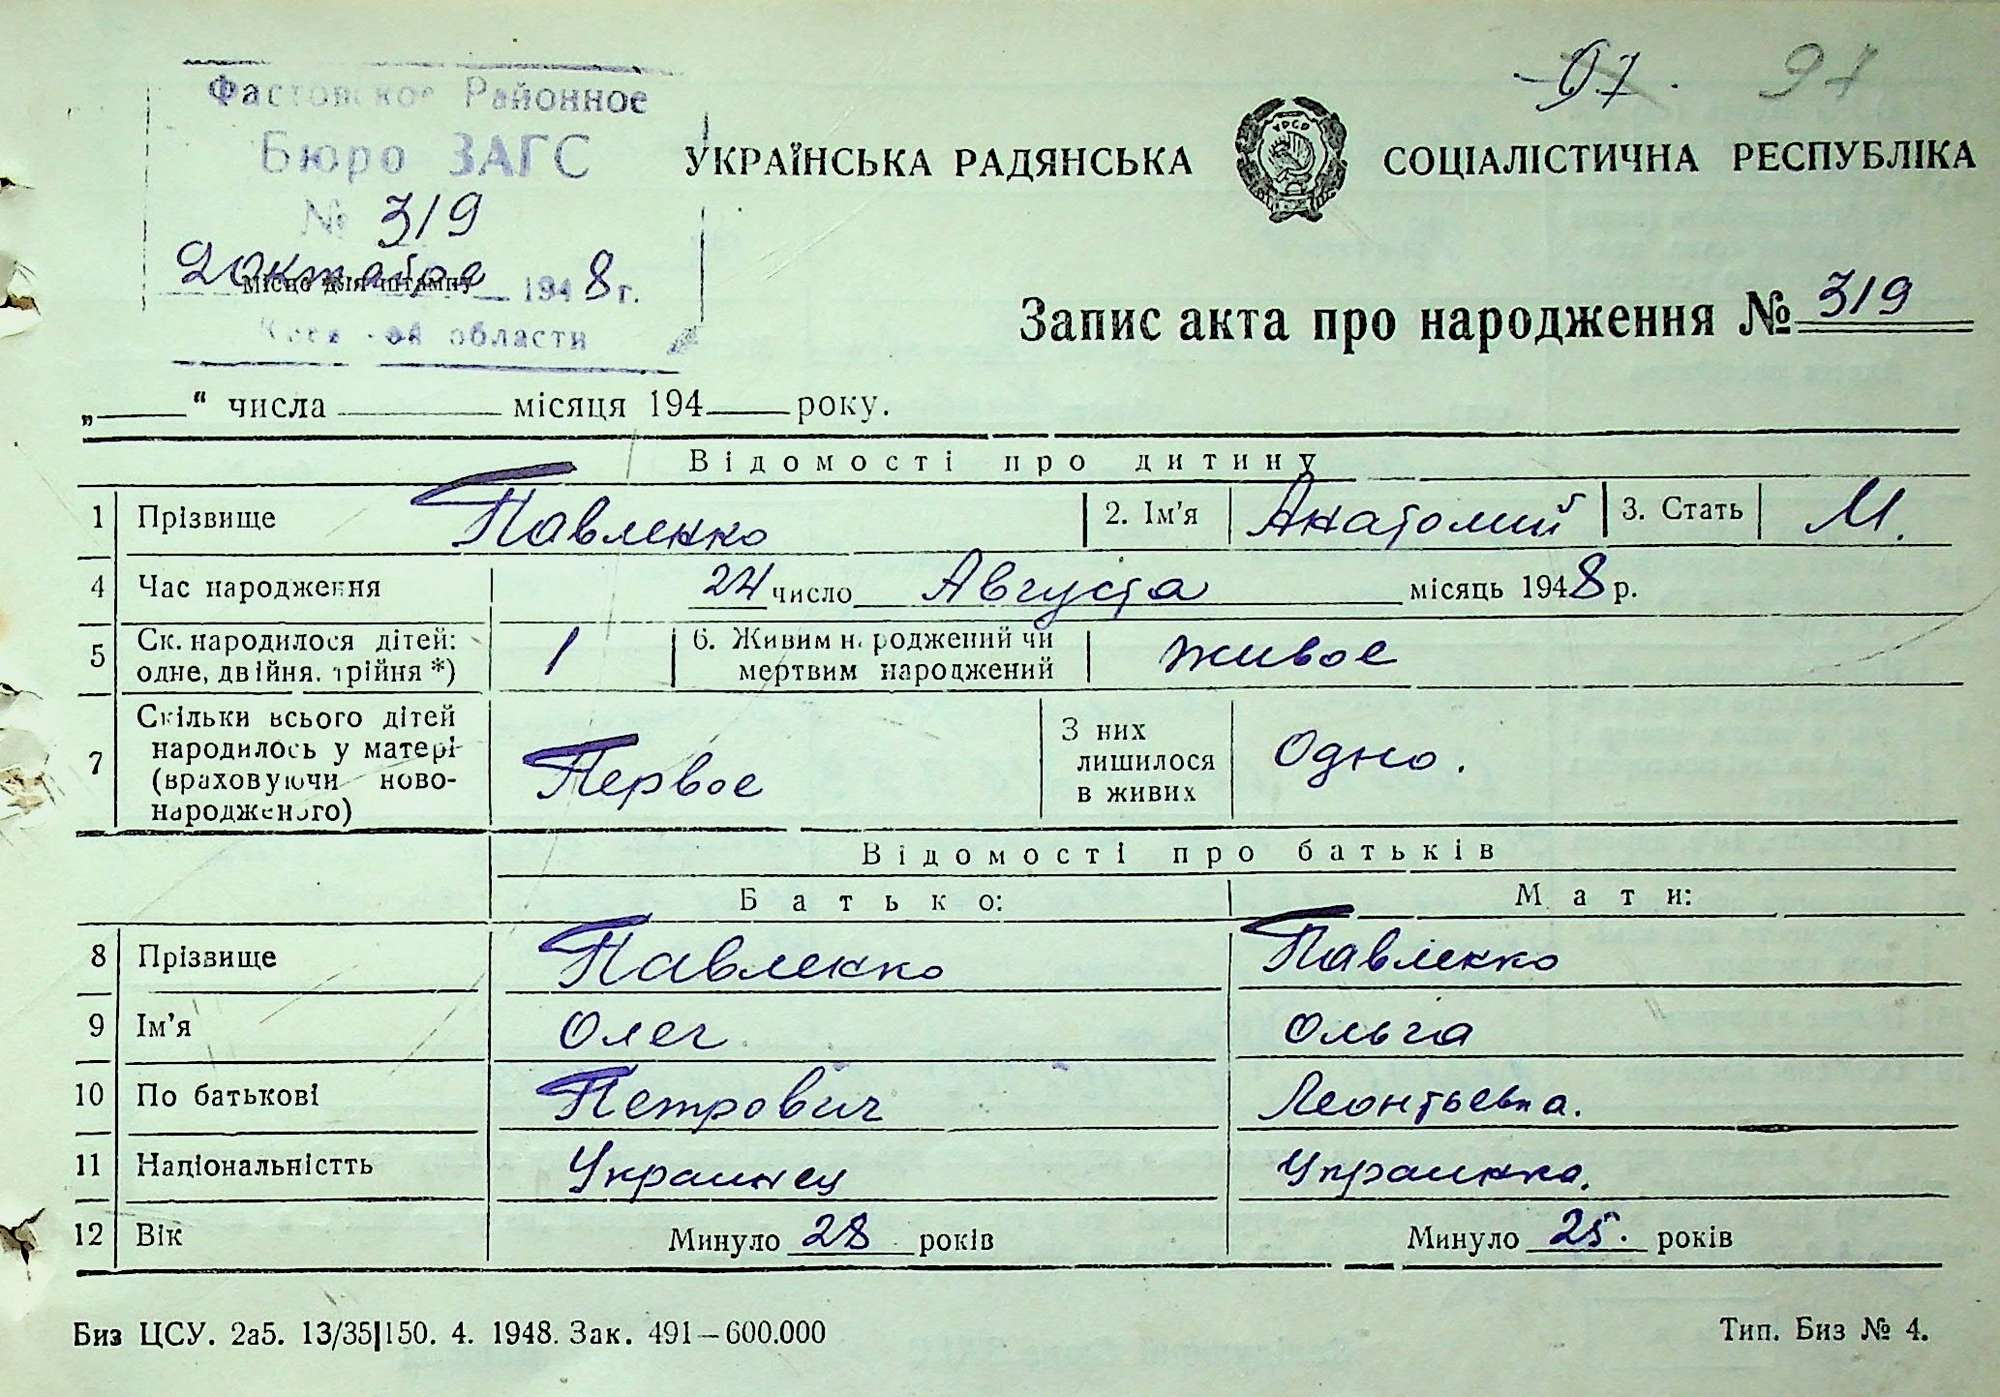 97. 97
Фастовское Районное
Бюро ЗАГС
№ 319
2 октября 1948 г.
місце для штампу
Киевской области
УКРАЇНСЬКА РАДЯНСЬКА СОЦІАЛІСТИЧНА РЕСПУБЛІКА
УРСР
Запис акта про народження № 319
„ “ числа місяця 194 року.
Відомості про дитину
1 Прізвище Павленко 2. Ім'я Анатолий 3. Стать М.
4 Час народження 24 число Августа місяць 1948 р.
5 Ск. народилося дітей: одне, двійня, трійня *) 1 6. Живим народжений чи мертвим народжений живое
7 Скільки всього дітей народилось у матері (враховуючи ново-народженого) Первое З них лишилося в живих Одно.
Відомості про батьків
Батько: Мати:
8 Прізвище Павленко Павленко
9 Ім'я Олег Ольга
10 По батькові Петрович Леонтьевна.
11 Національністть Украинец Украинка.
12 Вік Минуло 28 років Минуло 25. років
Биз ЦСУ. 2а5. 13/35|150. 4. 1948. Зак. 491—600.000 Тип. Биз № 4.